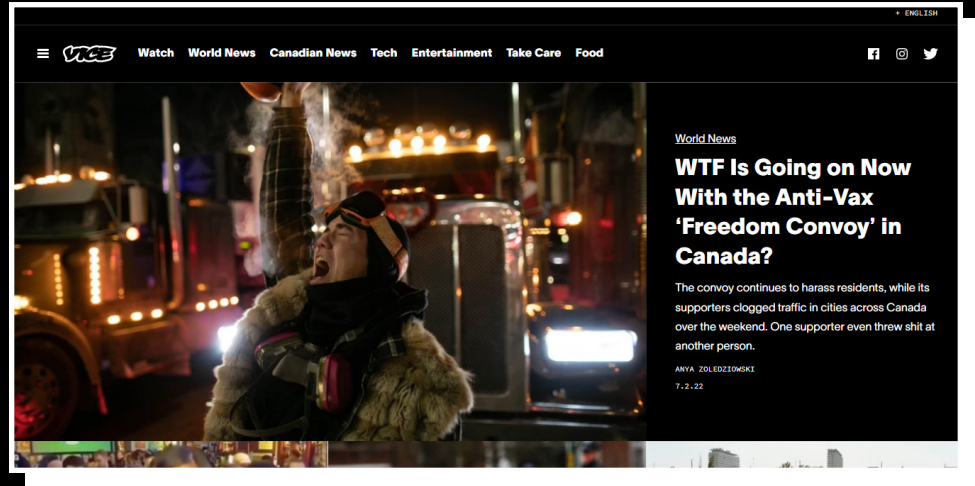 + ENGLISH
VICE
Watch World News Canadian News Tech Entertainment Take Care Food
World News
WTF Is Going on Now
With the Anti-Vax
‘Freedom Convoy’ in
Canada?
The convoy continues to harass residents, while its
supporters clogged traffic in cities across Canada
over the weekend. One supporter even threw shit at
another person.
ANYA ZOLEDZIOWSKI
7.2.22